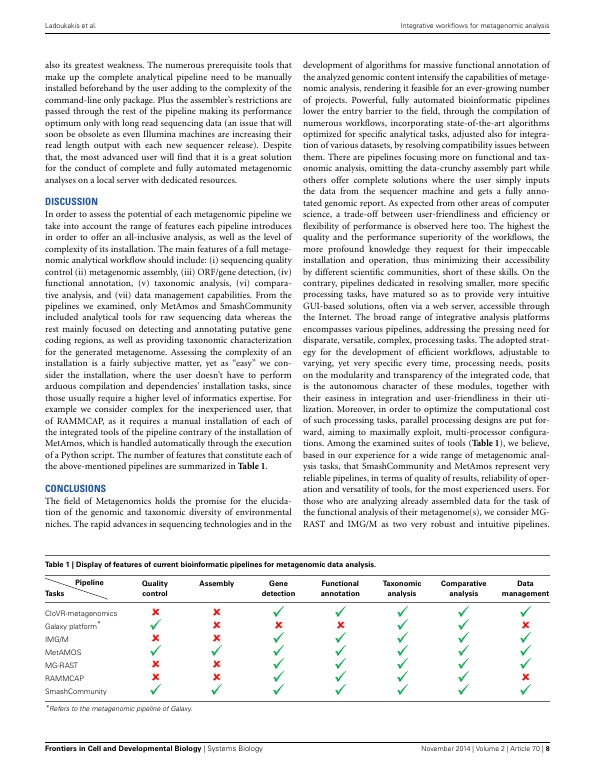 Ladoukakis et al.
Integrative workflows for metagenomic analysis
also its greatest weakness. The numerous prerequisite tools that
make up the complete analytical pipeline need to be manually
installed beforehand by the user adding to the complexity of the
command-line only package. Plus the assembler's restrictions are
passed through the rest of the pipeline making its performance
optimum only with long read sequencing data (an issue that will
soon be obsolete as even Illumina machines are increasing their
read length output with each new sequencer release). Despite
that, the most advanced user will find that it is a great solution
for the conduct of complete and fully automated metagenomic
analyses on a local server with dedicated resources.
DISCUSSION
In order to assess the potential of each metagenomic pipeline we
take into account the range of features each pipeline introduces
in order to offer an all-inclusive analysis, as well as the level of
complexity of its installation. The main features of a full metage-
nomic analytical workflow should include: (i) sequencing quality
control (ii) metagenomic assembly, (iii) ORF/gene detection, (iv)
functional annotation, (v) taxonomic analysis, (vi) compara-
tive analysis, and (vii) data management capabilities. From the
pipelines we examined, only MetAmos and SmashCommunity
included analytical tools for raw sequencing data whereas the
rest mainly focused on detecting and annotating putative gene
coding regions, as well as providing taxonomic characterization
for the generated metagenome. Assessing the complexity of an
installation is a fairly subjective matter, yet as "easy" we con-
sider the installation, where the user doesn't have to perform
arduous compilation and dependencies' installation tasks, since
those usually require a higher level of informatics expertise. For
example we consider complex for the inexperienced user, that
of RAMMCAP, as it requires a manual installation of each of
the integrated tools of the pipeline contrary of the installation of
MetAmos, which is handled automatically through the execution
of a Python script. The number of features that constitute each of
the above-mentioned pipelines are summarized in Table 1.
CONCLUSIONS
The field of Metagenomics holds the promise for the elucida-
tion of the genomic and taxonomic diversity of environmental
niches. The rapid advances in sequencing technologies and in the
development of algorithms for massive functional annotation of
the analyzed genomic content intensify the capabilities of metage-
nomic analysis, rendering it feasible for an ever-growing number
of projects. Powerful, fully automated bioinformatic pipelines
lower the entry barrier to the field, through the compilation of
numerous workflows, incorporating state-of-the-art algorithms
optimized for specific analytical tasks, adjusted also for integra-
tion of various datasets, by resolving compatibility issues between
them. There are pipelines focusing more on functional and tax-
onomic analysis, omitting the data-crunchy assembly part while
others offer complete solutions where the user simply inputs
the data from the sequencer machine and gets a fully anno-
tated genomic report. As expected from other areas of computer
science, a trade-off between user-friendliness and efficiency or
flexibility of performance is observed here too. The highest the
quality and the performance superiority of the workflows, the
more profound knowledge they request for their impeccable
installation and operation, thus minimizing their accessibility
by different scientific communities, short of these skills. On the
contrary, pipelines dedicated in resolving smaller, more specific
processing tasks, have matured so as to provide very intuitive
GUI-based solutions, often via a web server, accessible through
the Internet. The broad range of integrative analysis platforms
encompasses various pipelines, addressing the pressing need for
disparate, versatile, complex, processing tasks. The adopted strat-
egy for the development of efficient workflows, adjustable to
varying, yet very specific every time, processing needs, posits
on the modularity and transparency of the integrated code, that
is the autonomous character of these modules, together with
their easiness in integration and user-friendliness in their uti-
lization. Moreover, in order to optimize the computational cost
of such processing tasks, parallel processing designs are put for-
ward, aiming to maximally exploit, multi-processor configura-
tions. Among the examined suites of tools (Table 1), we believe,
based in our experience for a wide range of metagenomic anal-
ysis tasks, that SmashCommunity and MetAmos represent very
reliable pipelines, in terms of quality of results, reliability of oper-
ation and versatility of tools, for the most experienced users. For
those who are analyzing already assembled data for the task of
the functional analysis of their metagenome(s), we consider MG-
RAST and IMG/M as two very robust and intuitive pipelines.
Table 1 | Display of features of current bioinformatic pipelines for metagenomic data analysis.
Pipeline Quality Assembly Gene Functional Taxonomic Comparative Data
Tasks control detection annotation analysis analysis management
CloVR-metagenomics ✘ ✘ ✓ ✓ ✓ ✓ ✓
Galaxy platform* ✓ ✘ ✘ ✘ ✓ ✓ ✘
IMG/M ✘ ✘ ✓ ✓ ✓ ✓ ✓
MetAMOS ✓ ✓ ✓ ✓ ✓ ✓ ✓
MG-RAST ✘ ✘ ✓ ✓ ✓ ✓ ✓
RAMMCAP ✘ ✘ ✓ ✓ ✓ ✓ ✘
SmashCommunity ✓ ✓ ✓ ✓ ✓ ✓ ✓
*Refers to the metagenomic pipeline of Galaxy.
Frontiers in Cell and Developmental Biology | Systems Biology
November 2014 | Volume 2 | Article 70 | 8